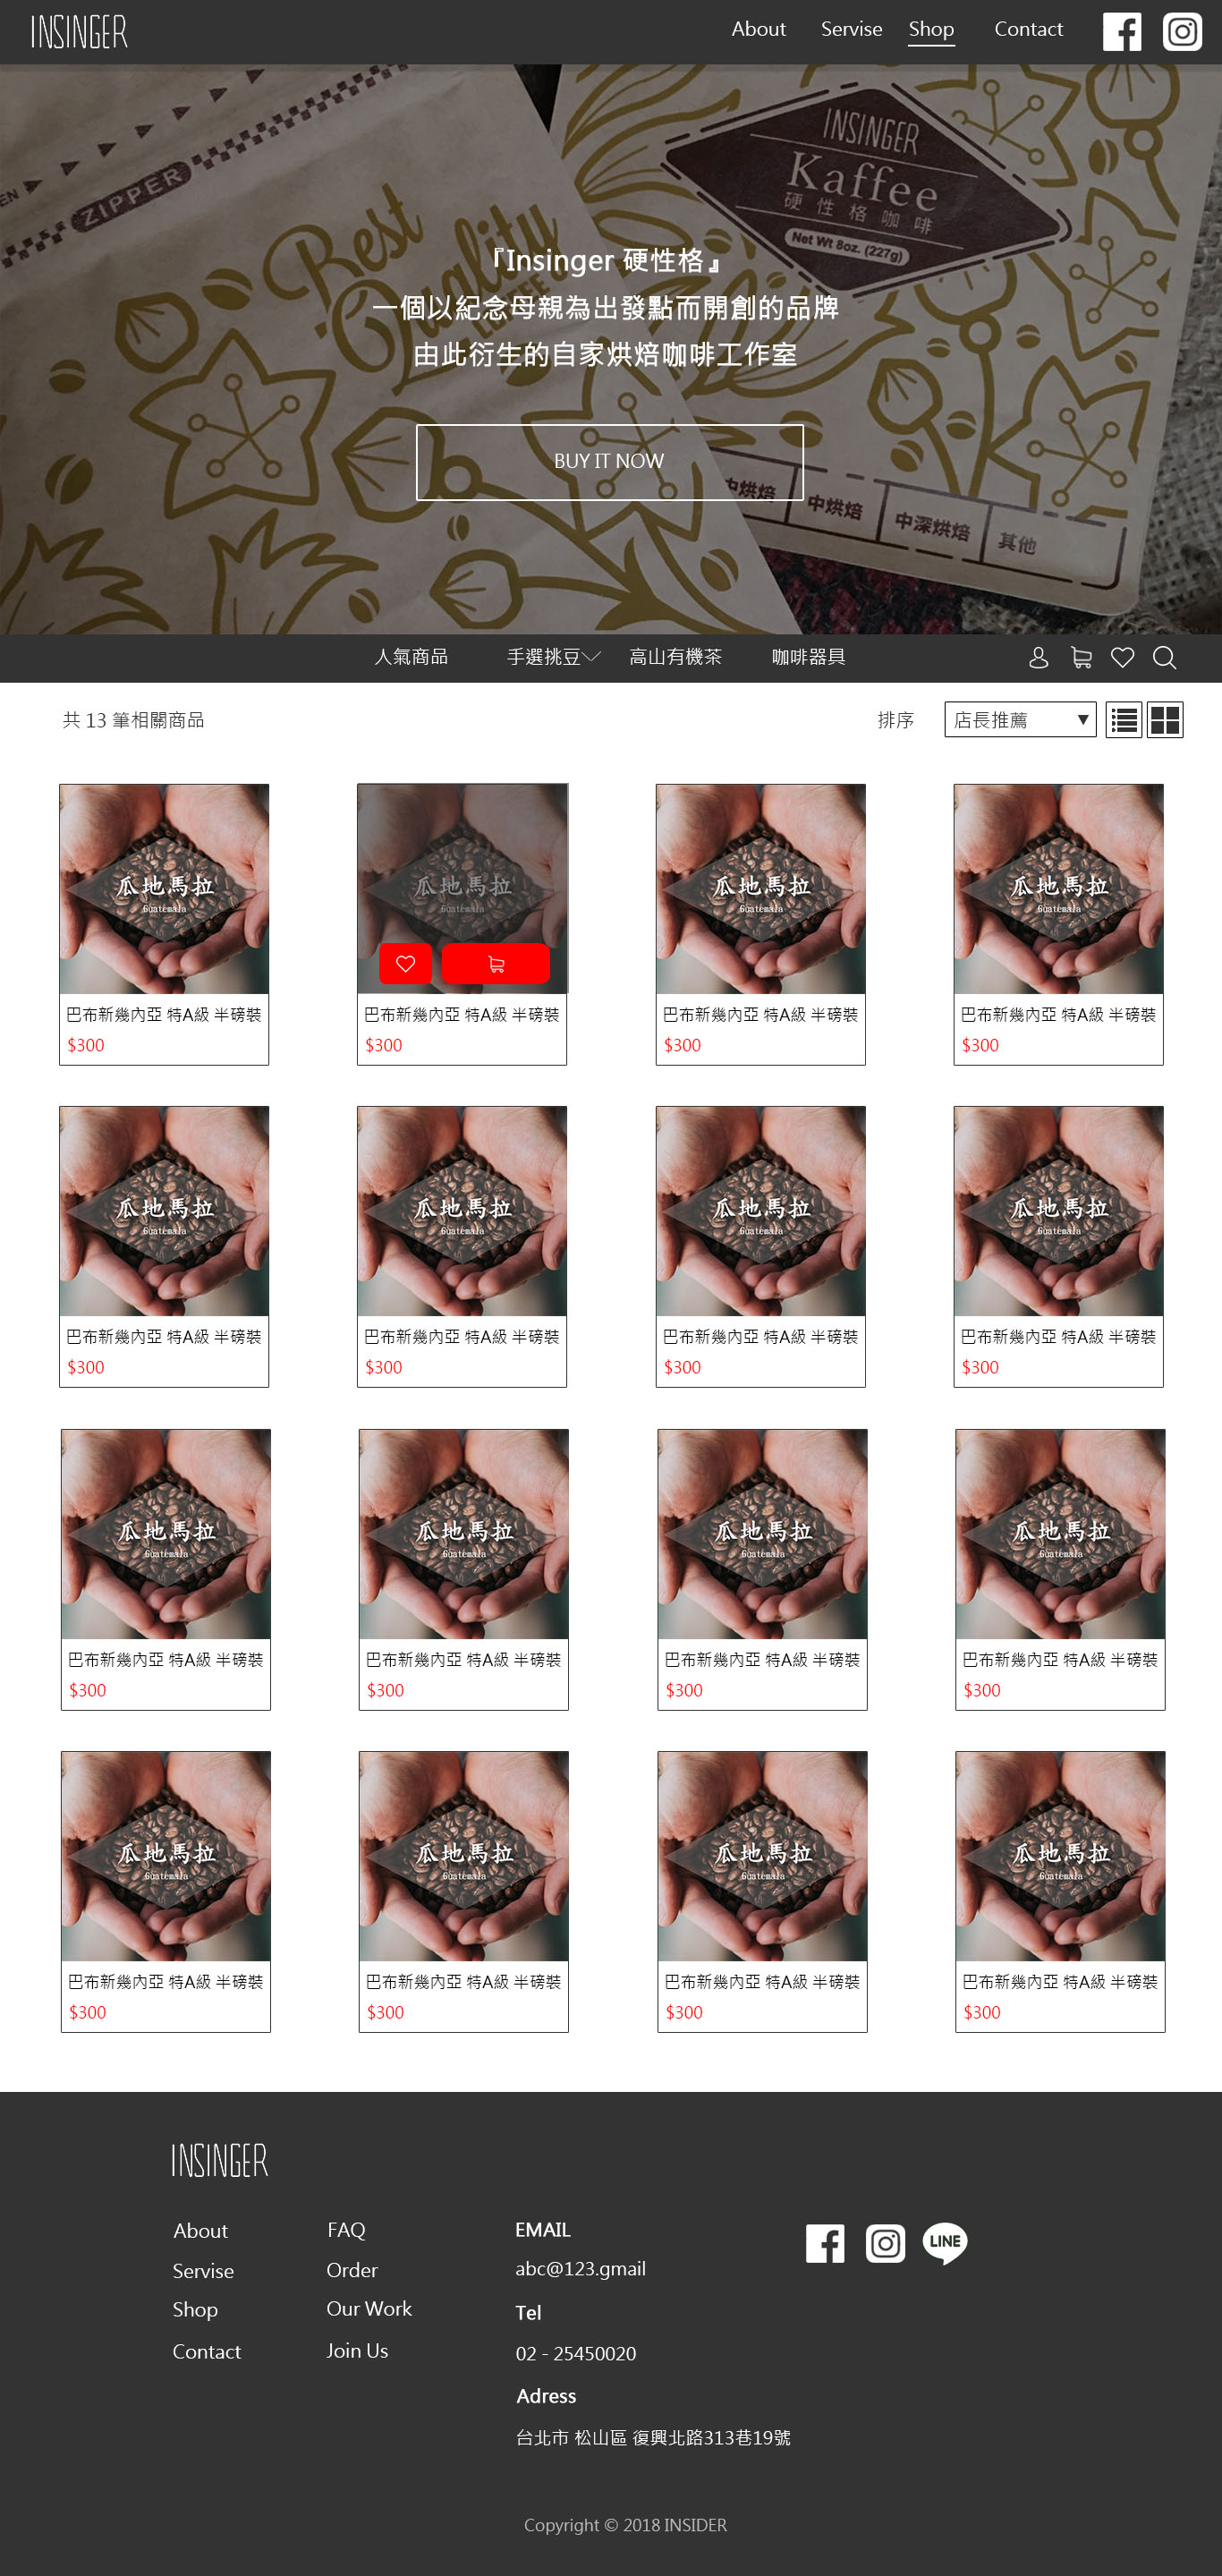 INSINGER
About Servise Shop Contact
ZIPPER
Best
Quality
INSINGER
Kaffee
硬性格咖啡
Net Wt 8oz. (227g)
『Insinger 硬性格』
一個以紀念母親為出發點而開創的品牌
由此衍生的自家烘焙咖啡工作室
BUY IT NOW
中烘焙 中烘焙 中深烘焙 其他
人氣商品 手選挑豆 高山有機茶 咖啡器具
共 13 筆相關商品 排序 店長推薦 ▼
瓜地馬拉 瓜地馬拉 瓜地馬拉 瓜地馬拉
Guatemala Guatemala Guatemala Guatemala
巴布新幾內亞 特A級 半磅裝 巴布新幾內亞 特A級 半磅裝 巴布新幾內亞 特A級 半磅裝 巴布新幾內亞 特A級 半磅裝
$300 $300 $300 $300
瓜地馬拉 瓜地馬拉 瓜地馬拉 瓜地馬拉
Guatemala Guatemala Guatemala Guatemala
巴布新幾內亞 特A級 半磅裝 巴布新幾內亞 特A級 半磅裝 巴布新幾內亞 特A級 半磅裝 巴布新幾內亞 特A級 半磅裝
$300 $300 $300 $300
瓜地馬拉 瓜地馬拉 瓜地馬拉 瓜地馬拉
Guatemala Guatemala Guatemala Guatemala
巴布新幾內亞 特A級 半磅裝 巴布新幾內亞 特A級 半磅裝 巴布新幾內亞 特A級 半磅裝 巴布新幾內亞 特A級 半磅裝
$300 $300 $300 $300
瓜地馬拉 瓜地馬拉 瓜地馬拉 瓜地馬拉
Guatemala Guatemala Guatemala Guatemala
巴布新幾內亞 特A級 半磅裝 巴布新幾內亞 特A級 半磅裝 巴布新幾內亞 特A級 半磅裝 巴布新幾內亞 特A級 半磅裝
$300 $300 $300 $300
INSINGER
About
Servise
Shop
Contact
FAQ
Order
Our Work
Join Us
EMAIL
abc@123.gmail
Tel
02 - 25450020
Adress
台北市 松山區 復興北路313巷19號
LINE
Copyright © 2018 INSIDER